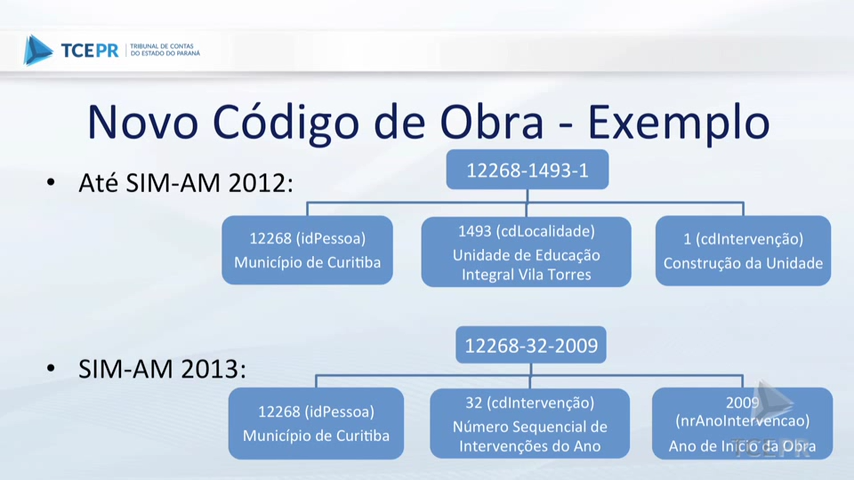 TCEPR
TRIBUNAL DE CONTAS
DO ESTADO DO PARANÁ
Novo Código de Obra - Exemplo
• Até SIM-AM 2012:
12268-1493-1
12268 (idPessoa)
Município de Curitiba
1493 (cdLocalidade)
Unidade de Educação
Integral Vila Torres
1 (cdIntervenção)
Construção da Unidade
• SIM-AM 2013:
12268-32-2009
12268 (idPessoa)
Município de Curitiba
32 (cdIntervenção)
Número Sequencial de
Intervenções do Ano
2009
(nrAnoIntervencao)
Ano de Início da Obra
TCEPR